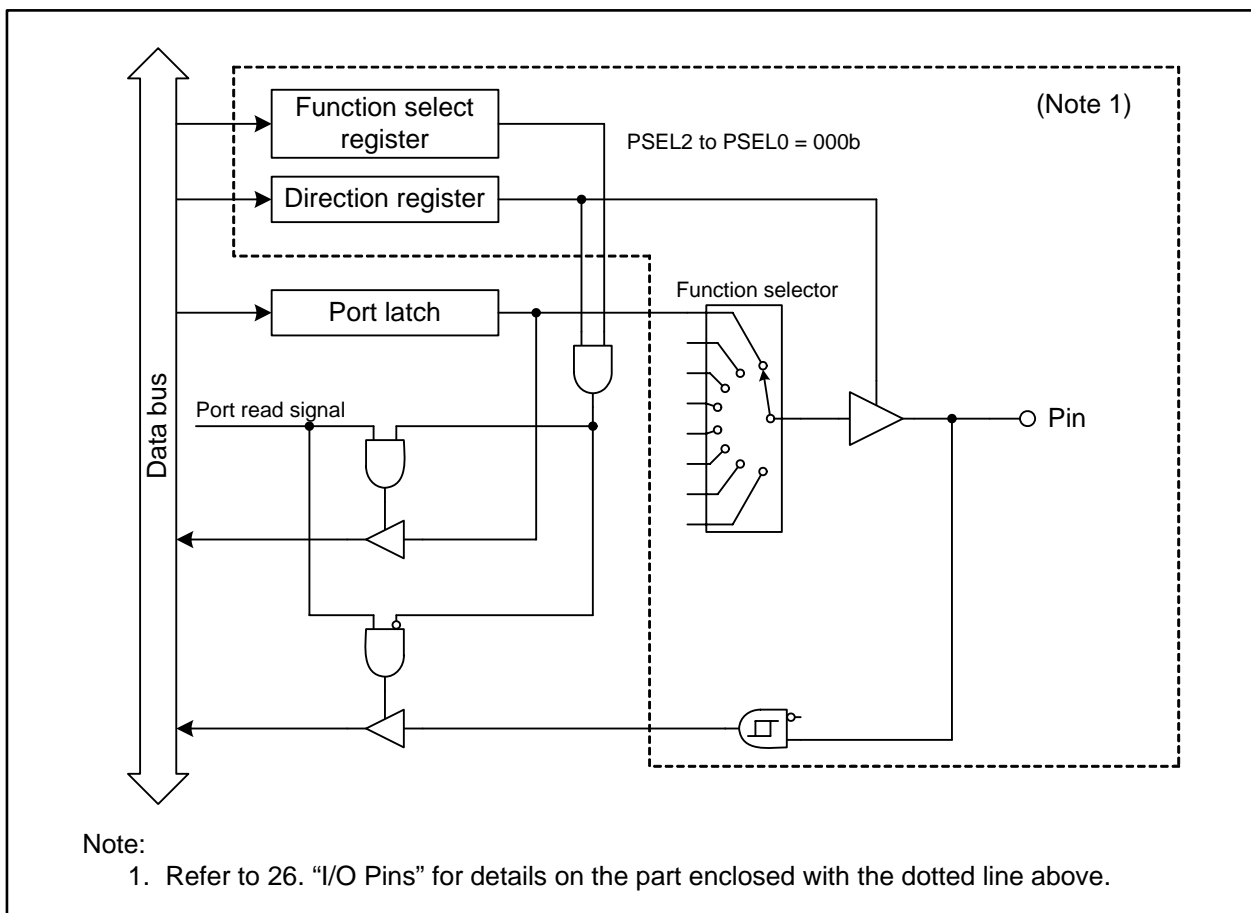 Function select
register
(Note 1)
PSEL2 to PSEL0 = 000b
Direction register
Function selector
Port latch
Data bus
Port read signal
Pin
Note:
1. Refer to 26. “I/O Pins” for details on the part enclosed with the dotted line above.